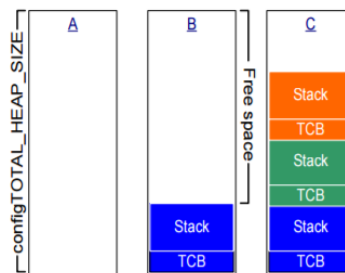 configTOTAL_HEAP_SIZE
A
B
Free space
Stack
TCB
C
Stack
TCB
Stack
TCB
Stack
TCB